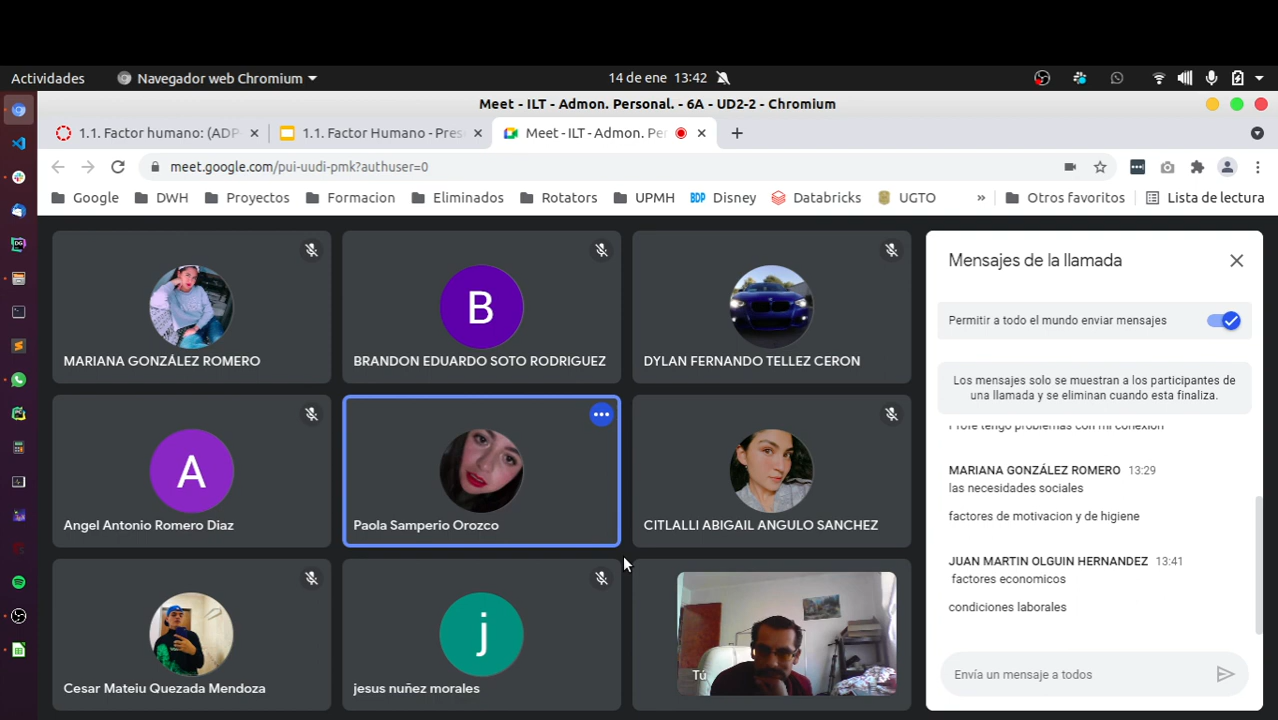 Actividades
Navegador web Chromium
14 de ene 13:42
Meet - ILT - Admon. Personal. - 6A - UD2-2 - Chromium
1.1. Factor humano: (ADP-
1.1. Factor Humano - Pres
Meet - ILT - Admon. Per
meet.google.com/pui-uudi-pmk?authuser=0
Google
DWH
Proyectos
Formacion
Eliminados
Rotators
UPMH
BDP Disney
Databricks
UGTO
»
Otros favoritos
Lista de lectura
MARIANA GONZÁLEZ ROMERO
B
BRANDON EDUARDO SOTO RODRIGUEZ
DYLAN FERNANDO TELLEZ CERON
A
Angel Antonio Romero Diaz
Paola Samperio Orozco
CITLALLI ABIGAIL ANGULO SANCHEZ
Cesar Mateiu Quezada Mendoza
j
jesus nuñez morales
Tú
Mensajes de la llamada
Permitir a todo el mundo enviar mensajes
Los mensajes solo se muestran a los participantes de
una llamada y se eliminan cuando esta finaliza.
Profe tengo problemas con mi conexion
MARIANA GONZÁLEZ ROMERO 13:29
las necesidades sociales
factores de motivacion y de higiene
JUAN MARTIN OLGUIN HERNANDEZ 13:41
factores economicos
condiciones laborales
Envía un mensaje a todos